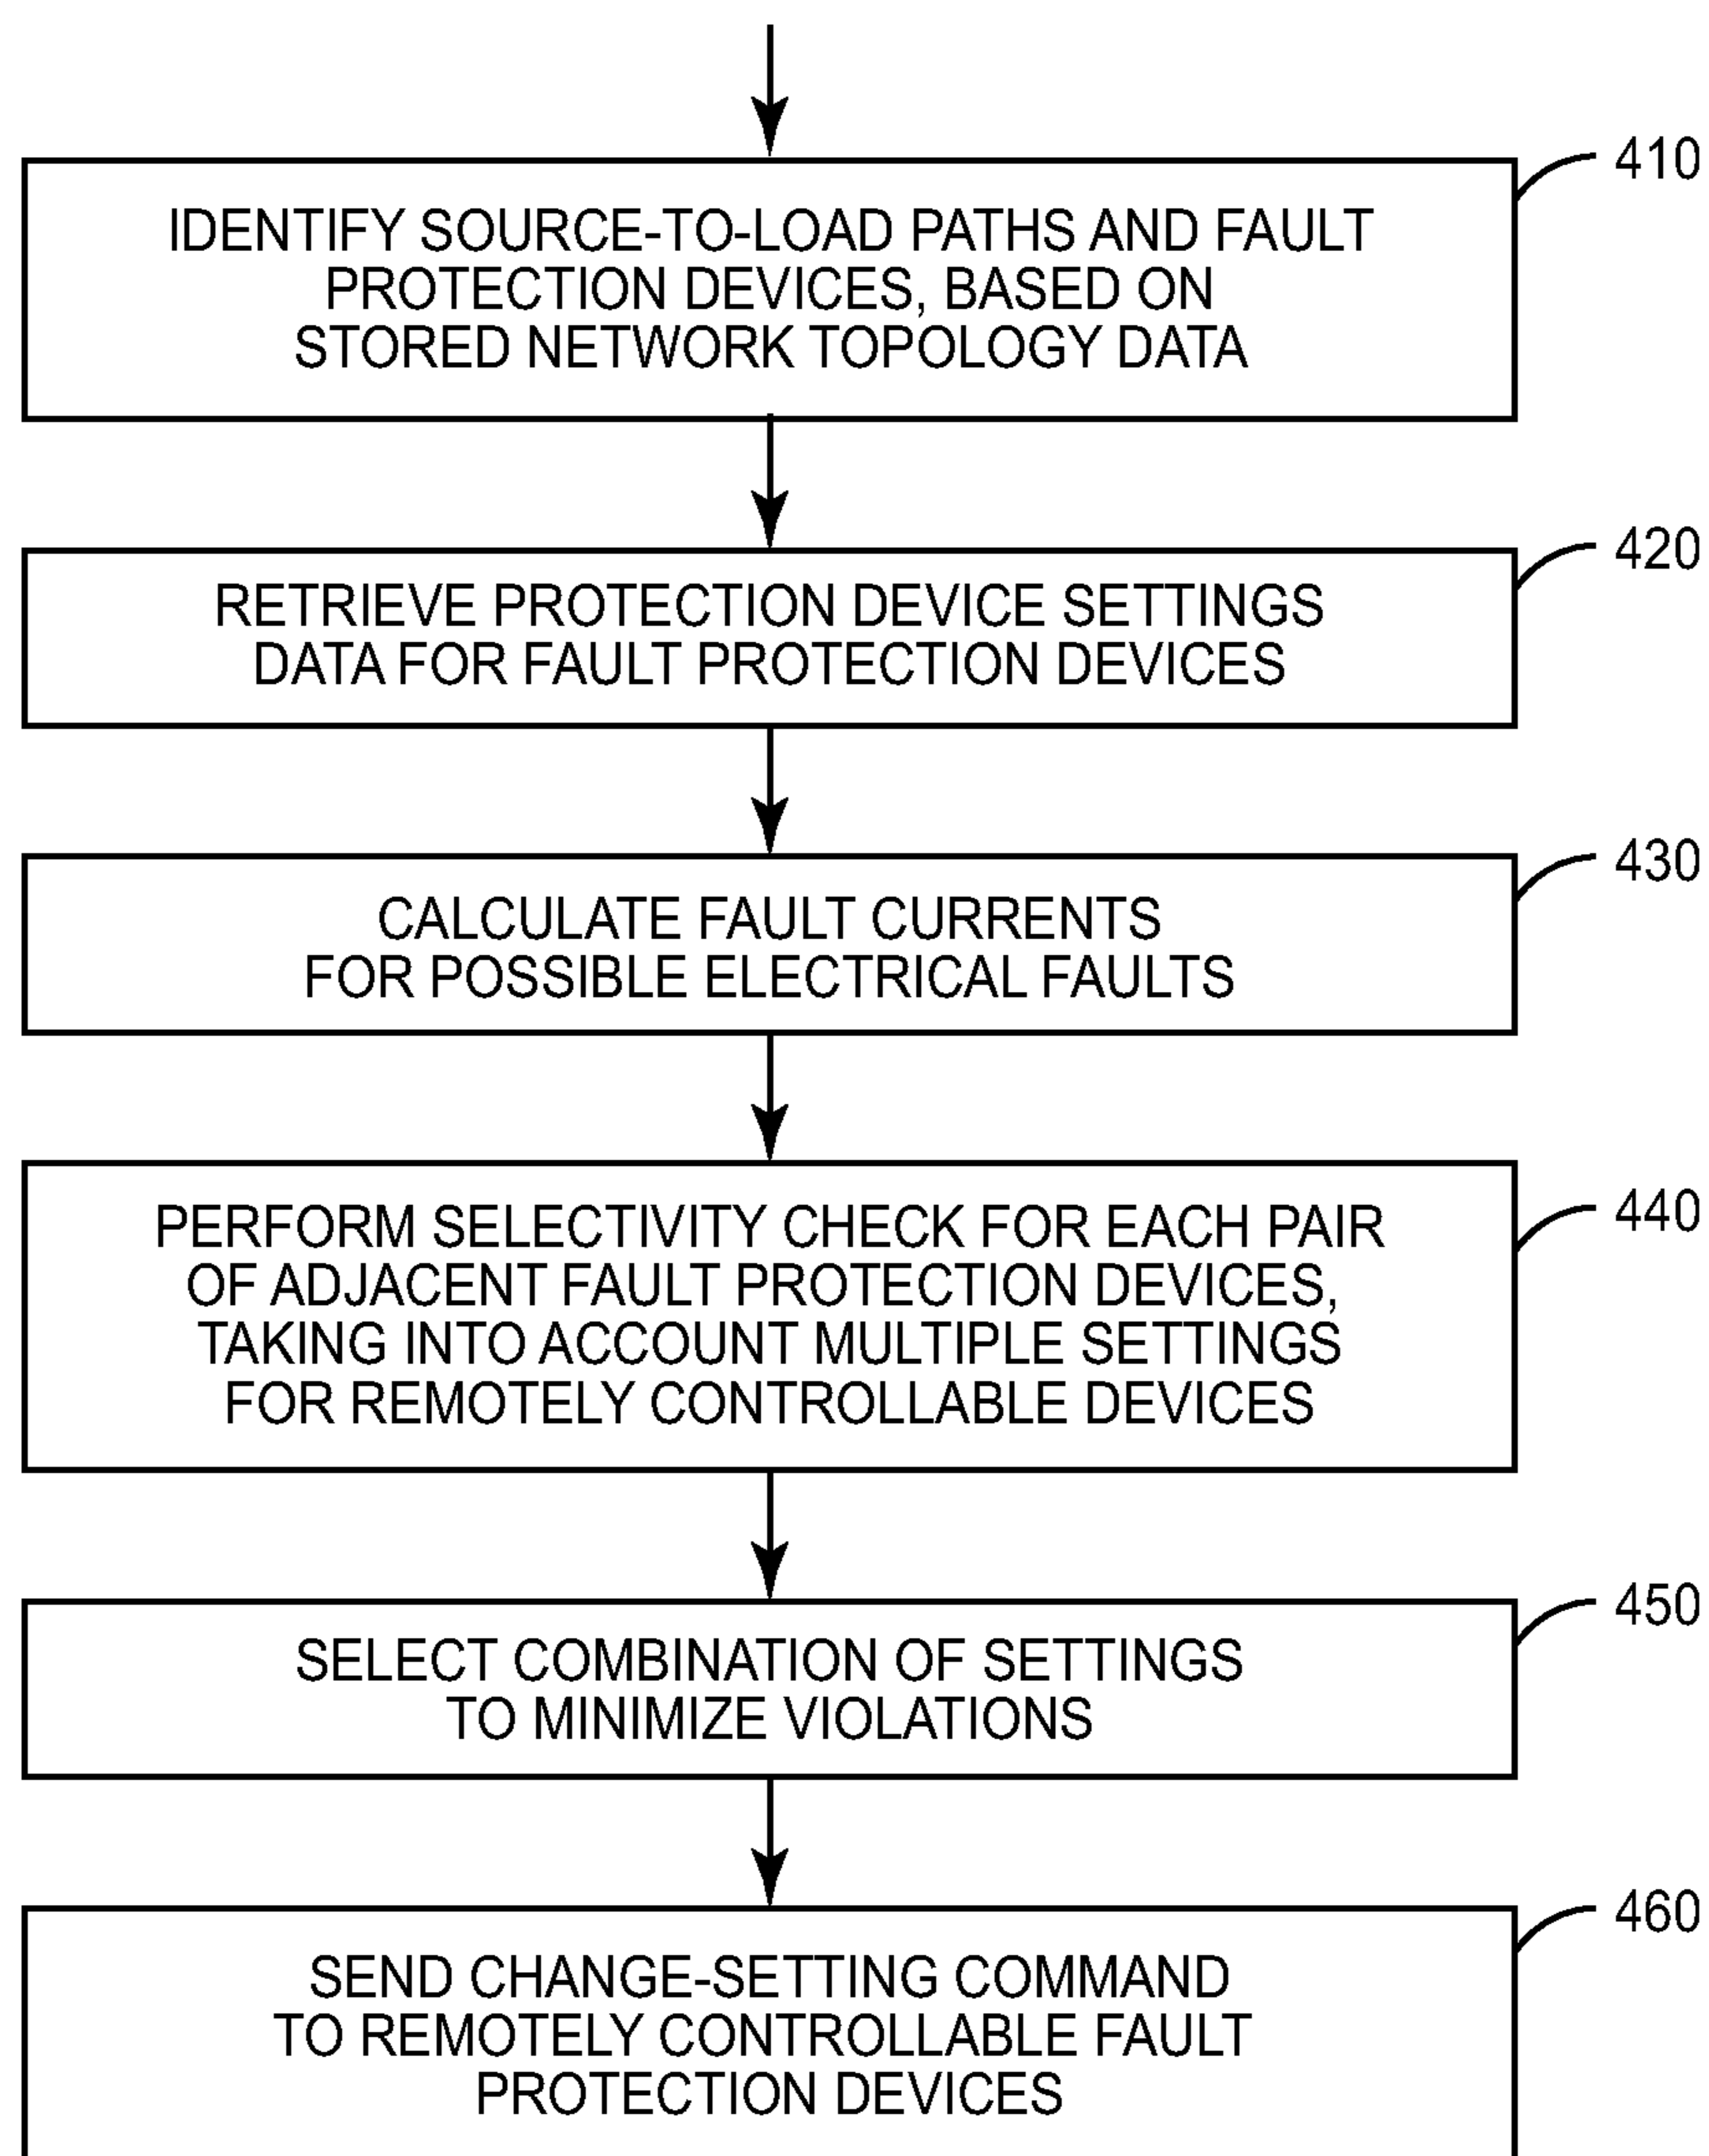 410
IDENTIFY SOURCE-TO-LOAD PATHS AND FAULT
PROTECTION DEVICES, BASED ON
STORED NETWORK TOPOLOGY DATA
420
RETRIEVE PROTECTION DEVICE SETTINGS
DATA FOR FAULT PROTECTION DEVICES
430
CALCULATE FAULT CURRENTS
FOR POSSIBLE ELECTRICAL FAULTS
440
PERFORM SELECTIVITY CHECK FOR EACH PAIR
OF ADJACENT FAULT PROTECTION DEVICES,
TAKING INTO ACCOUNT MULTIPLE SETTINGS
FOR REMOTELY CONTROLLABLE DEVICES
450
SELECT COMBINATION OF SETTINGS
TO MINIMIZE VIOLATIONS
460
SEND CHANGE-SETTING COMMAND
TO REMOTELY CONTROLLABLE FAULT
PROTECTION DEVICES